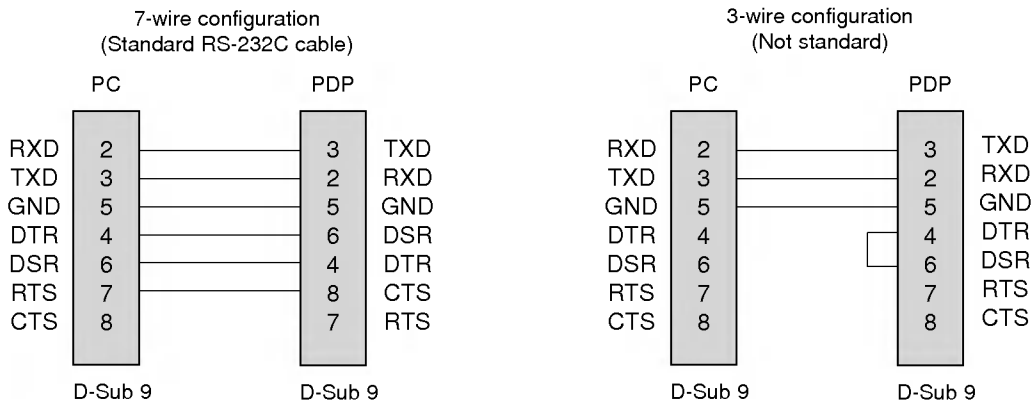 7-wire configuration
(Standard RS-232C cable)
PC PDP
RXD 2 3 TXD
TXD 3 2 RXD
GND 5 5 GND
DTR 4 6 DSR
DSR 6 4 DTR
RTS 7 8 CTS
CTS 8 7 RTS
D-Sub 9 D-Sub 9
3-wire configuration
(Not standard)
PC PDP
RXD 2 3 TXD
TXD 3 2 RXD
GND 5 5 GND
DTR 4 4 DTR
DSR 6 6 DSR
RTS 7 7 RTS
CTS 8 8 CTS
D-Sub 9 D-Sub 9